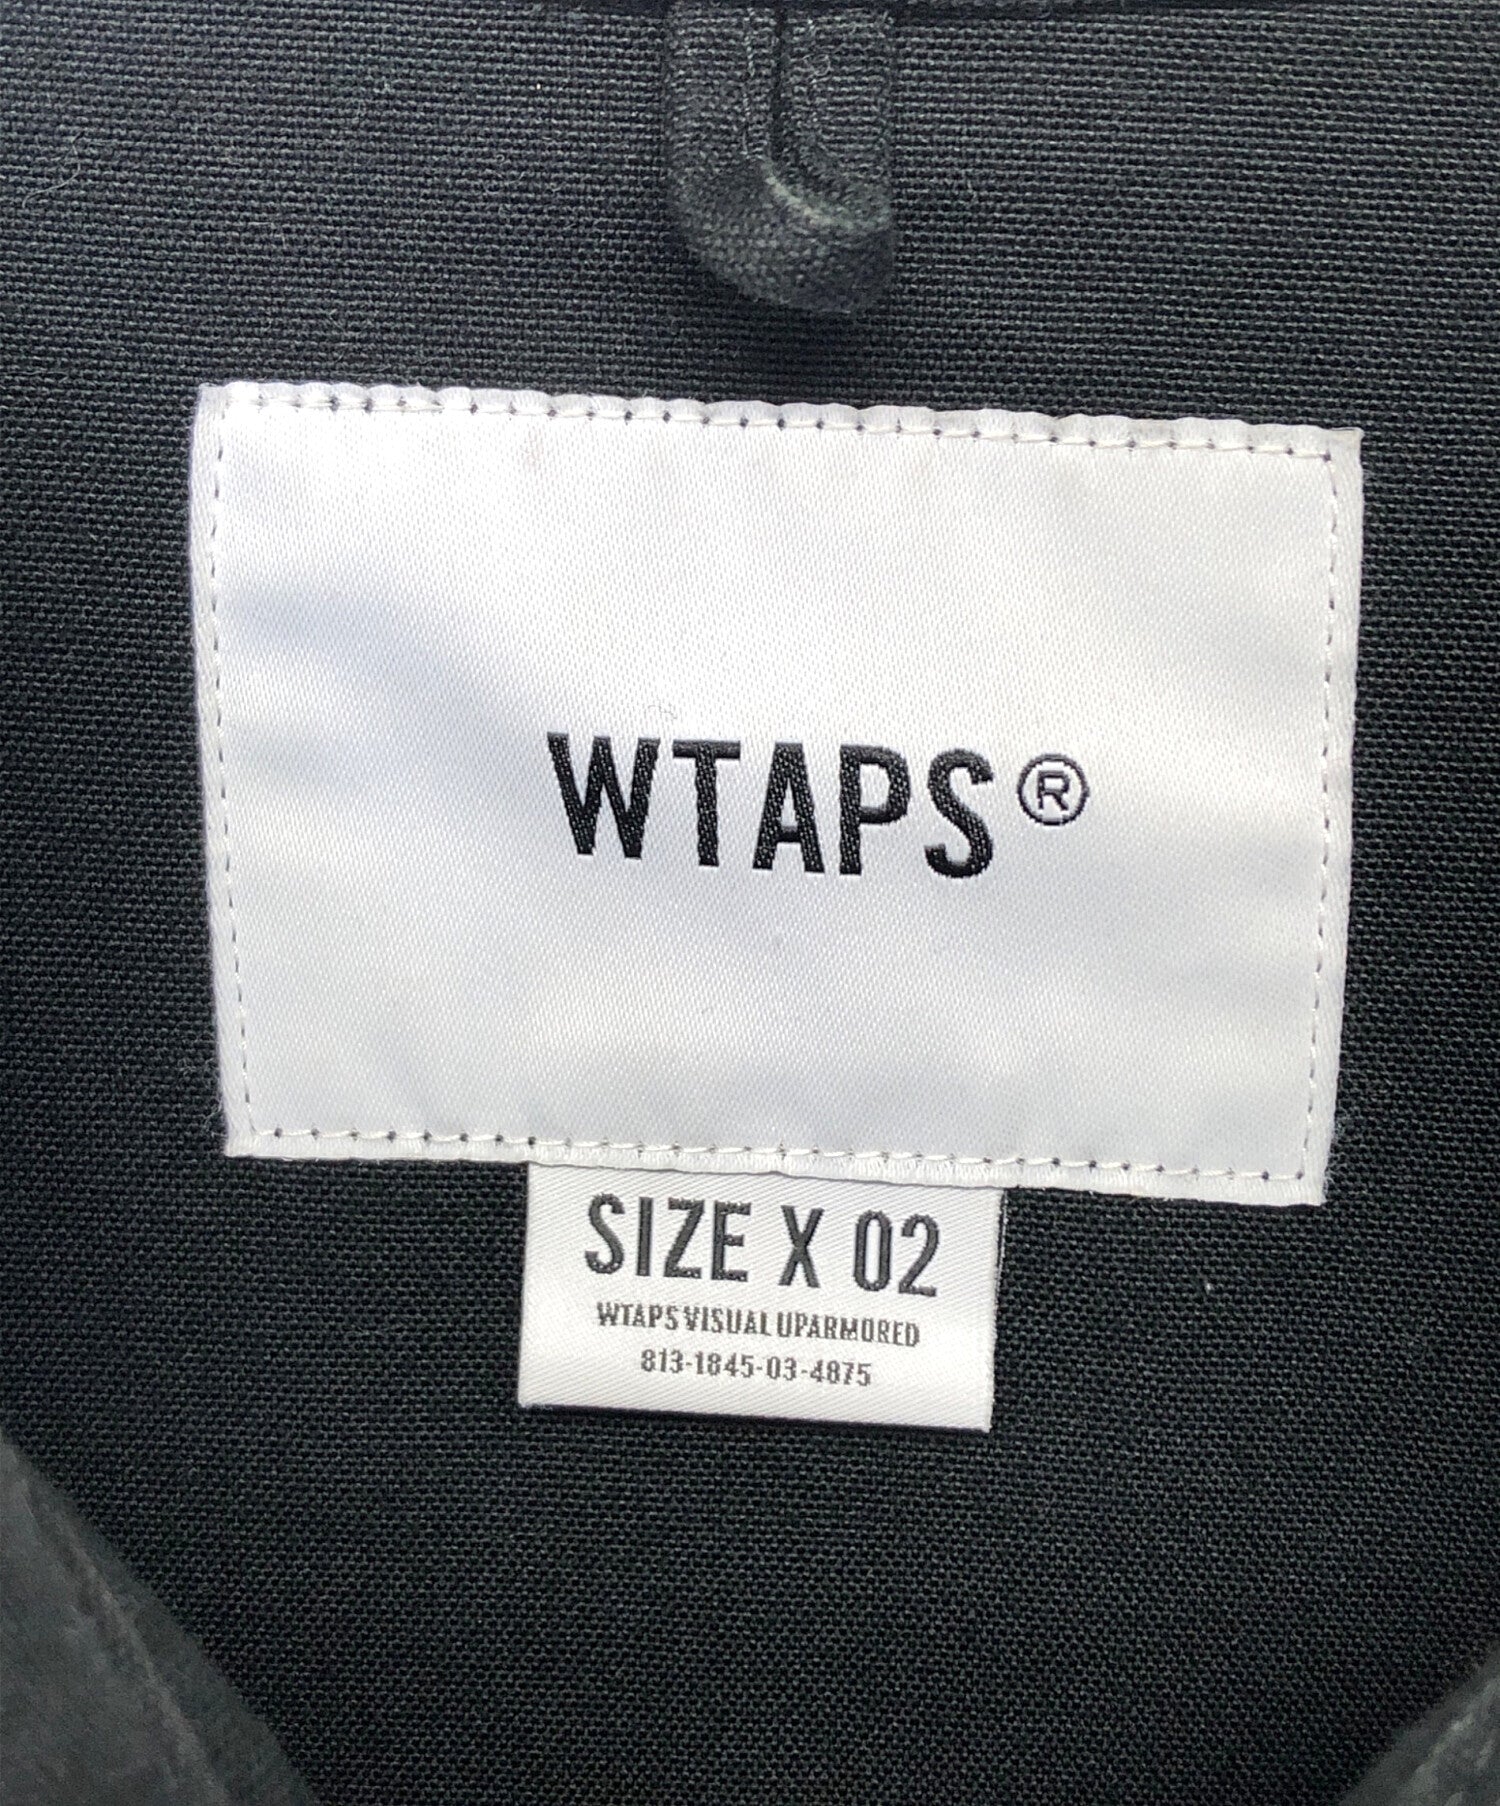 WTAPS®
SIZE X 02
WTAPS VISUAL UPARMORED
813-1845-03-4875